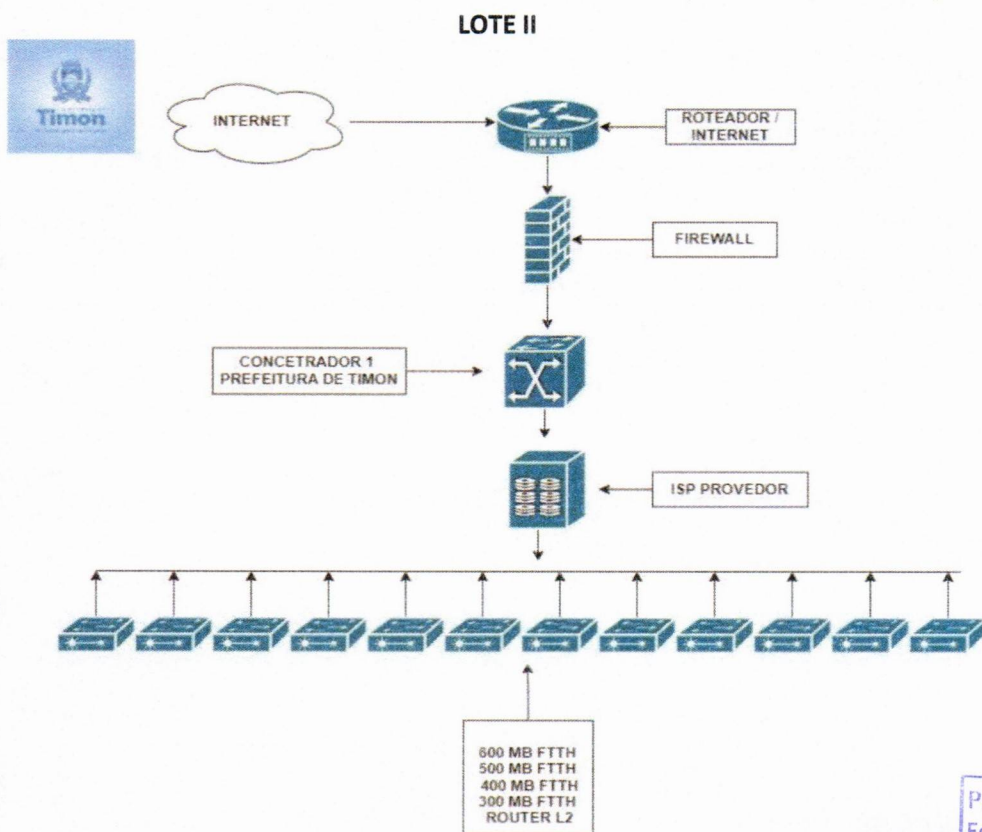 LOTE II
Timon
INTERNET
ROTEADOR /
INTERNET
FIREWALL
CONCETRADOR 1
PREFEITURA DE TIMON
ISP PROVEDOR
600 MB FTTH
500 MB FTTH
400 MB FTTH
300 MB FTTH
ROUTER L2